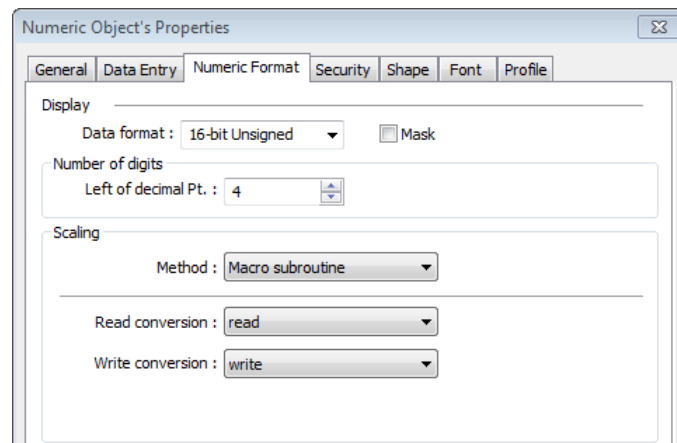 Numeric Object's Properties
General Data Entry Numeric Format Security Shape Font Profile
Display
Data format : 16-bit Unsigned Mask
Number of digits
Left of decimal Pt. : 4
Scaling
Method : Macro subroutine
Read conversion : read
Write conversion : write